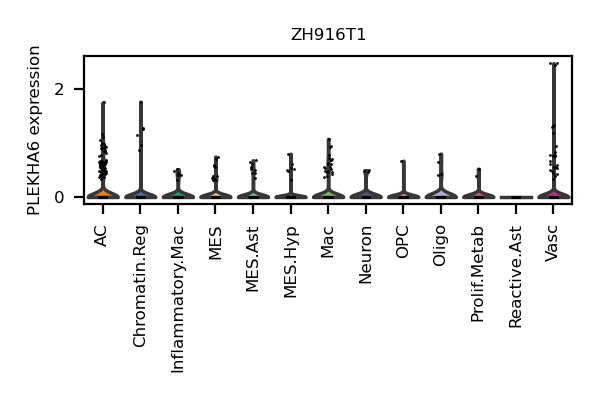 ZH916T1
PLEKHA6 expression
2
0
AC
Chromatin.Reg
Inflammatory.Mac
MES
MES.Ast
MES.Hyp
Mac
Neuron
OPC
Oligo
Prolif.Metab
Reactive.Ast
Vasc